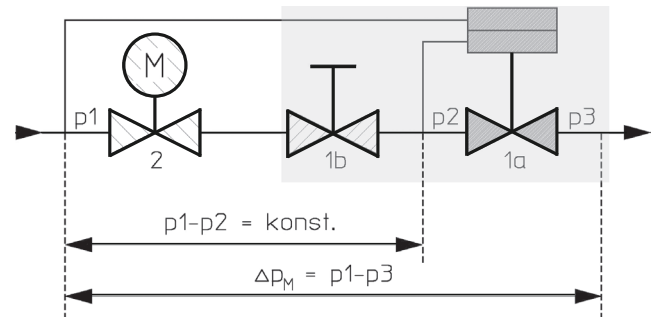 M
p1
p2
p3
2
1b
1a
p1-p2 = konst.
ΔpM = p1-p3